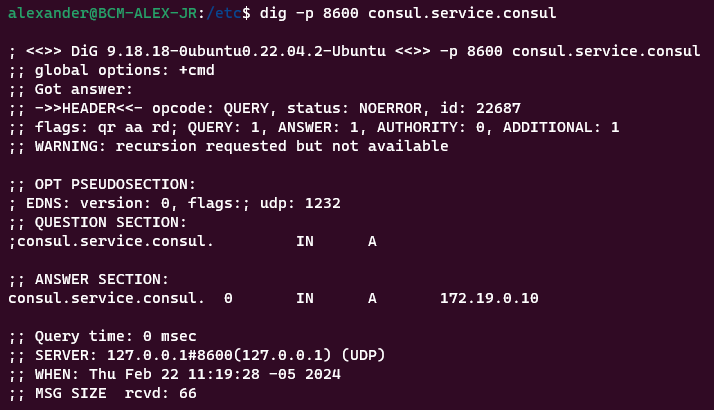 alexander@BCM-ALEX-JR:/etc$ dig -p 8600 consul.service.consul
; <<>> DiG 9.18.18-0ubuntu0.22.04.2-Ubuntu <<>> -p 8600 consul.service.consul
;; global options: +cmd
;; Got answer:
;; ->>HEADER<<- opcode: QUERY, status: NOERROR, id: 22687
;; flags: qr aa rd; QUERY: 1, ANSWER: 1, AUTHORITY: 0, ADDITIONAL: 1
;; WARNING: recursion requested but not available
;; OPT PSEUDOSECTION:
; EDNS: version: 0, flags:; udp: 1232
;; QUESTION SECTION:
;consul.service.consul. IN A
;; ANSWER SECTION:
consul.service.consul. 0 IN A 172.19.0.10
;; Query time: 0 msec
;; SERVER: 127.0.0.1#8600(127.0.0.1) (UDP)
;; WHEN: Thu Feb 22 11:19:28 -05 2024
;; MSG SIZE rcvd: 66